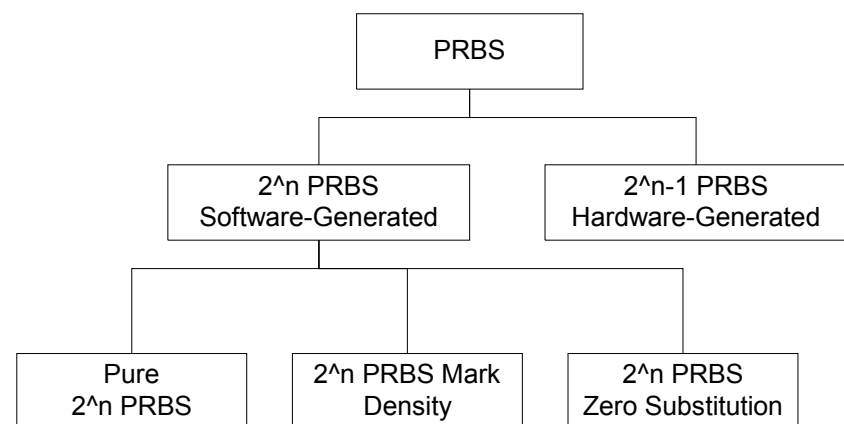 PRBS
2^n PRBS
Software-Generated
2^n-1 PRBS
Hardware-Generated
Pure
2^n PRBS
2^n PRBS Mark
Density
2^n PRBS
Zero Substitution